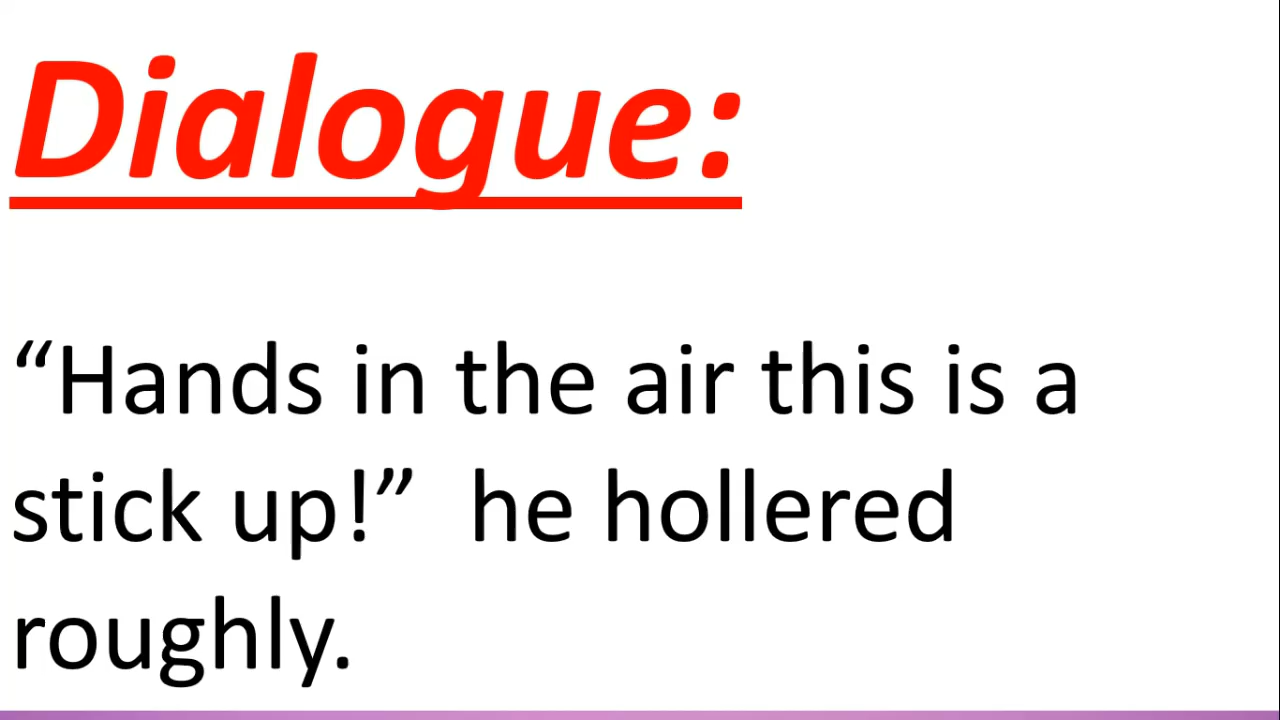 Dialogue:
“Hands in the air this is a
stick up!”  he hollered
roughly.